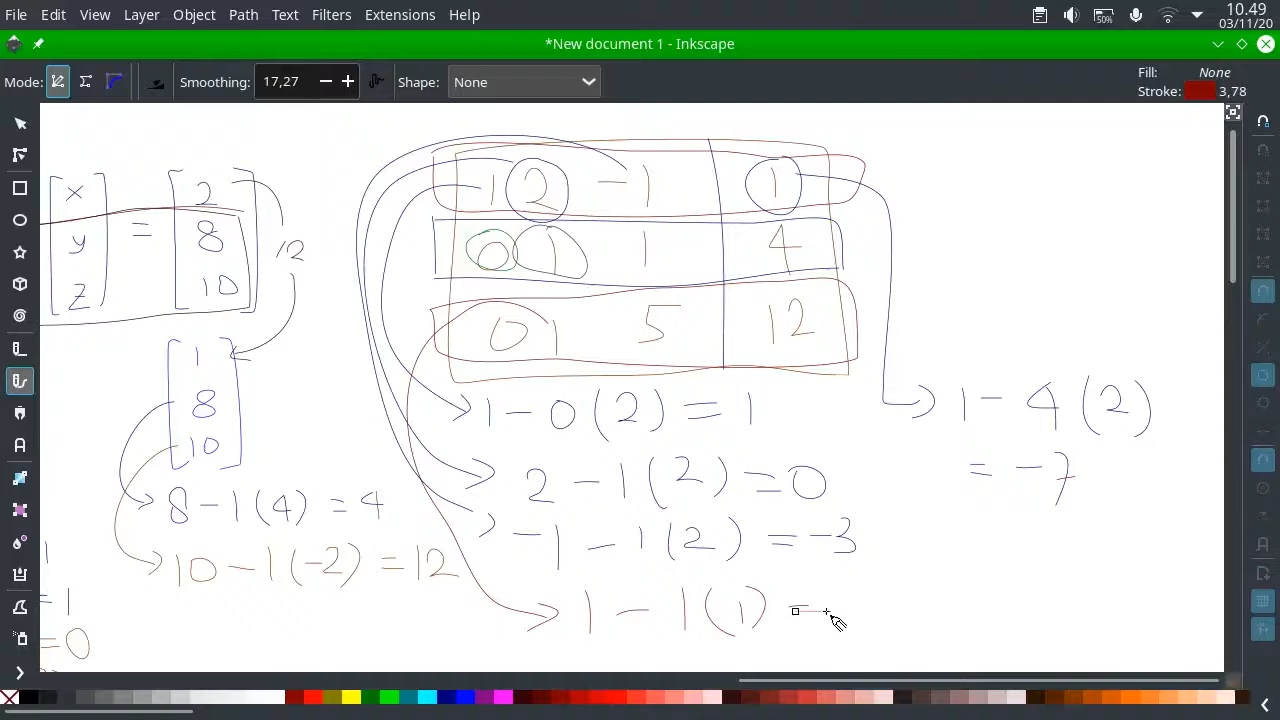 File Edit View Layer Object Path Text Filters Extensions Help
50%
10.49
03/11/20
*New document 1 - Inkscape
Mode:
Smoothing: 17,27
Shape: None
Fill: None
Stroke: 3,78
x
y
z
=
2
8
10
12
1
8
10
8 - 1 (4) = 4
10 - 1 (-2) = 12
1
= 1
= 0
1 2 -1 1
0 1 1 4
0 1 5 12
1 - 0 (2) = 1
2 - 1 (2) = 0
-1 - 1 (2) = -3
1 - 1 (1) =
1 - 4 (2)
= -7